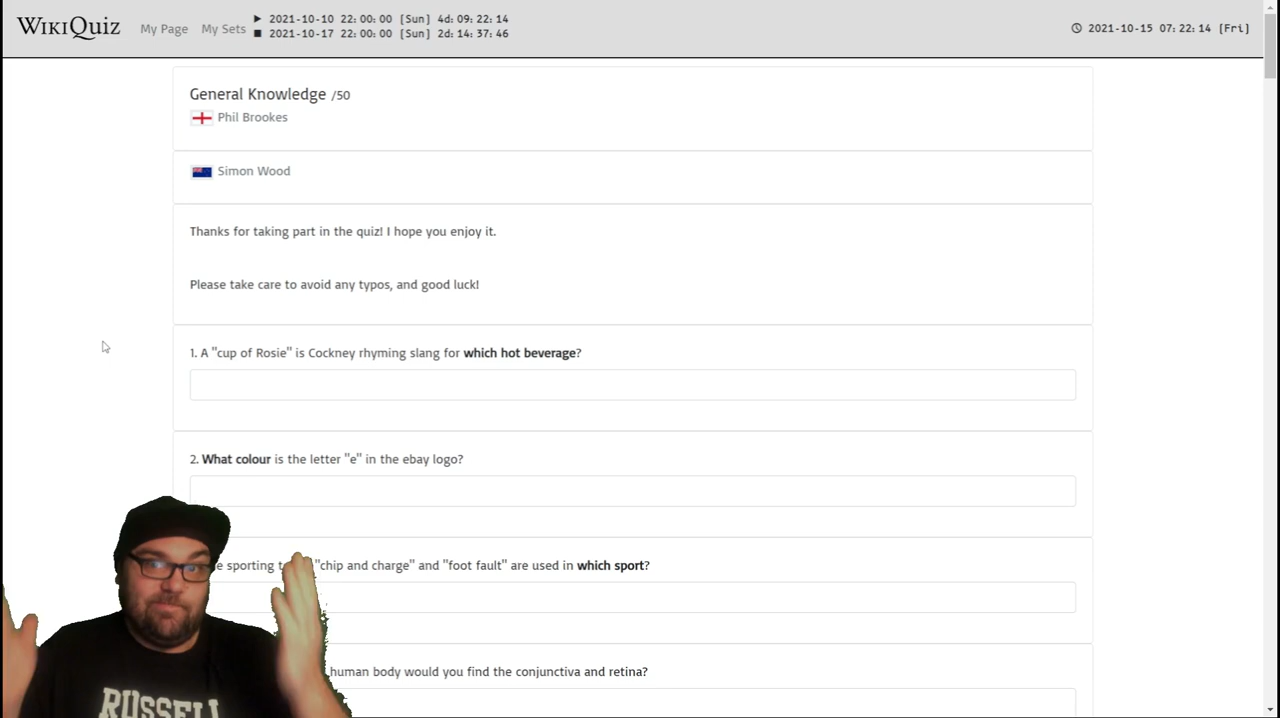 WikiQuiz
My Page
My Sets
2021-10-10 22:00:00 [Sun] 4d:09:22:14
2021-10-17 22:00:00 [Sun] 2d:14:37:46
2021-10-15 07:22:14 [Fri]
General Knowledge /50
Phil Brookes
Simon Wood
Thanks for taking part in the quiz! I hope you enjoy it.
Please take care to avoid any typos, and good luck!
1. A "cup of Rosie" is Cockney rhyming slang for which hot beverage?
2. What colour is the letter "e" in the ebay logo?
sporting "chip and charge" and "foot fault" are used in which sport?
human body would you find the conjunctiva and retina?
RUSSELL